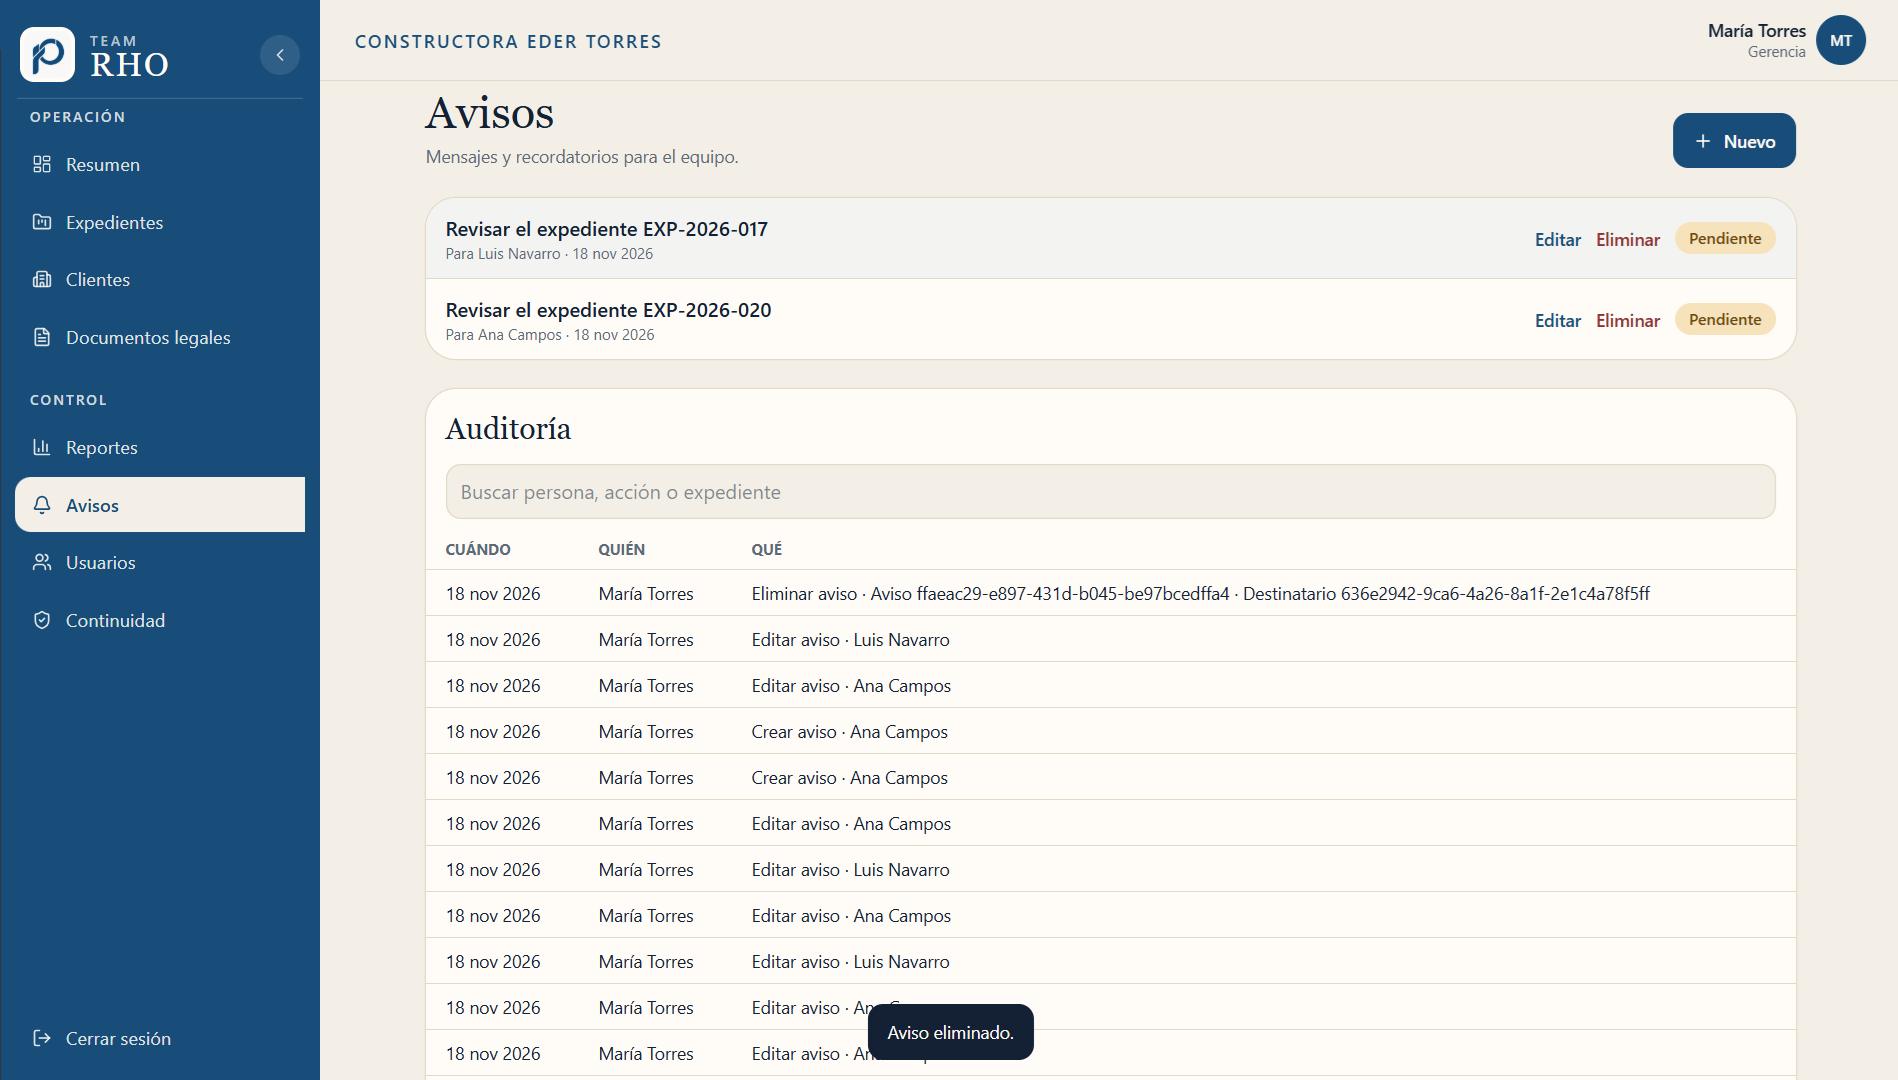 TEAM
RHO
OPERACIÓN
Resumen
Expedientes
Clientes
Documentos legales
CONTROL
Reportes
Avisos
Usuarios
Continuidad
Cerrar sesión
CONSTRUCTORA EDER TORRES
María Torres
Gerencia
MT
Avisos
Mensajes y recordatorios para el equipo.
+ Nuevo
Revisar el expediente EXP-2026-017
Para Luis Navarro · 18 nov 2026
Editar Eliminar Pendiente
Revisar el expediente EXP-2026-020
Para Ana Campos · 18 nov 2026
Editar Eliminar Pendiente
Auditoría
Buscar persona, acción o expediente
CUÁNDO QUIÉN QUÉ
18 nov 2026 María Torres Eliminar aviso · Aviso ffaeac29-e897-431d-b045-be97bcedffa4 · Destinatario 636e2942-9ca6-4a26-8a1f-2e1c4a78f5ff
18 nov 2026 María Torres Editar aviso · Luis Navarro
18 nov 2026 María Torres Editar aviso · Ana Campos
18 nov 2026 María Torres Crear aviso · Ana Campos
18 nov 2026 María Torres Crear aviso · Ana Campos
18 nov 2026 María Torres Editar aviso · Ana Campos
18 nov 2026 María Torres Editar aviso · Luis Navarro
18 nov 2026 María Torres Editar aviso · Ana Campos
18 nov 2026 María Torres Editar aviso · Luis Navarro
18 nov 2026 María Torres Editar aviso ·
18 nov 2026 María Torres Editar aviso ·
Aviso eliminado.